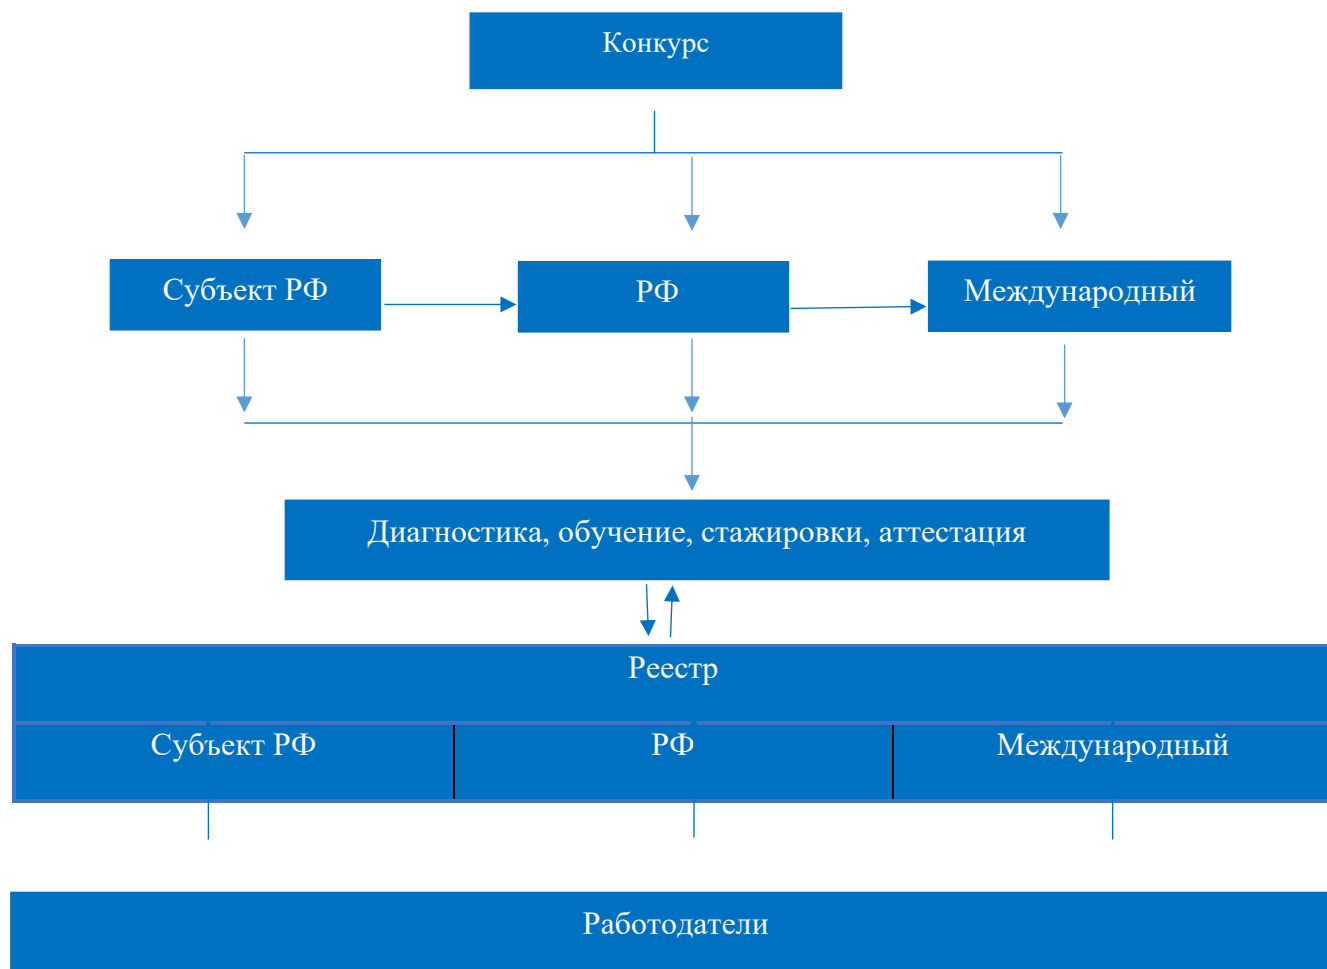 Конкурс
Субъект РФ
РФ
Международный
Диагностика, обучение, стажировки, аттестация
Реестр
Субъект РФ
РФ
Международный
Работодатели